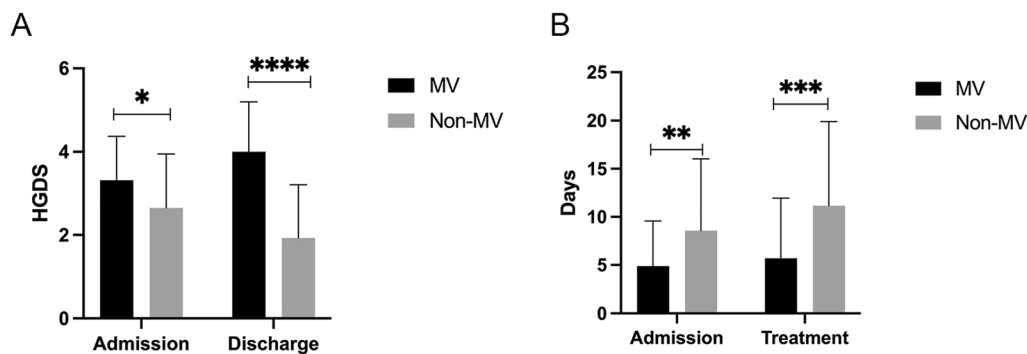 A
HGDS
6
4
2
0
*
****
Admission
Discharge
MV
Non-MV
B
Days
25
20
15
10
5
0
**
***
Admission
Treatment
MV
Non-MV